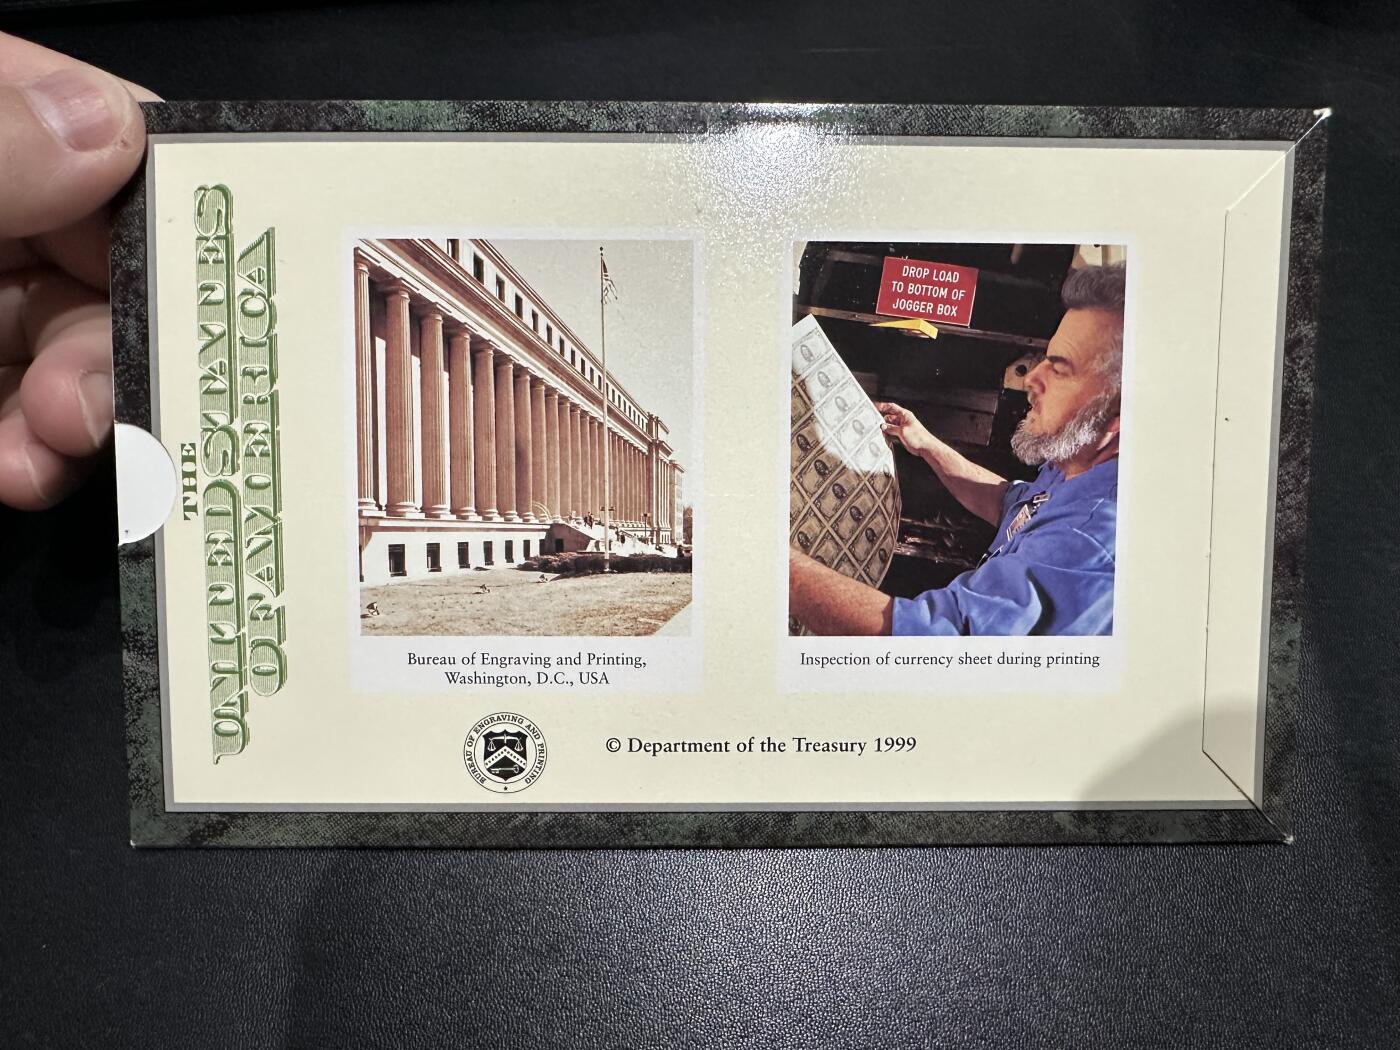 THE
UNITED STATES
OF AMERICA
DROP LOAD
TO BOTTOM OF
JOGGER BOX
Bureau of Engraving and Printing,
Washington, D.C., USA
Inspection of currency sheet during printing
BUREAU OF ENGRAVING AND PRINTING
© Department of the Treasury 1999